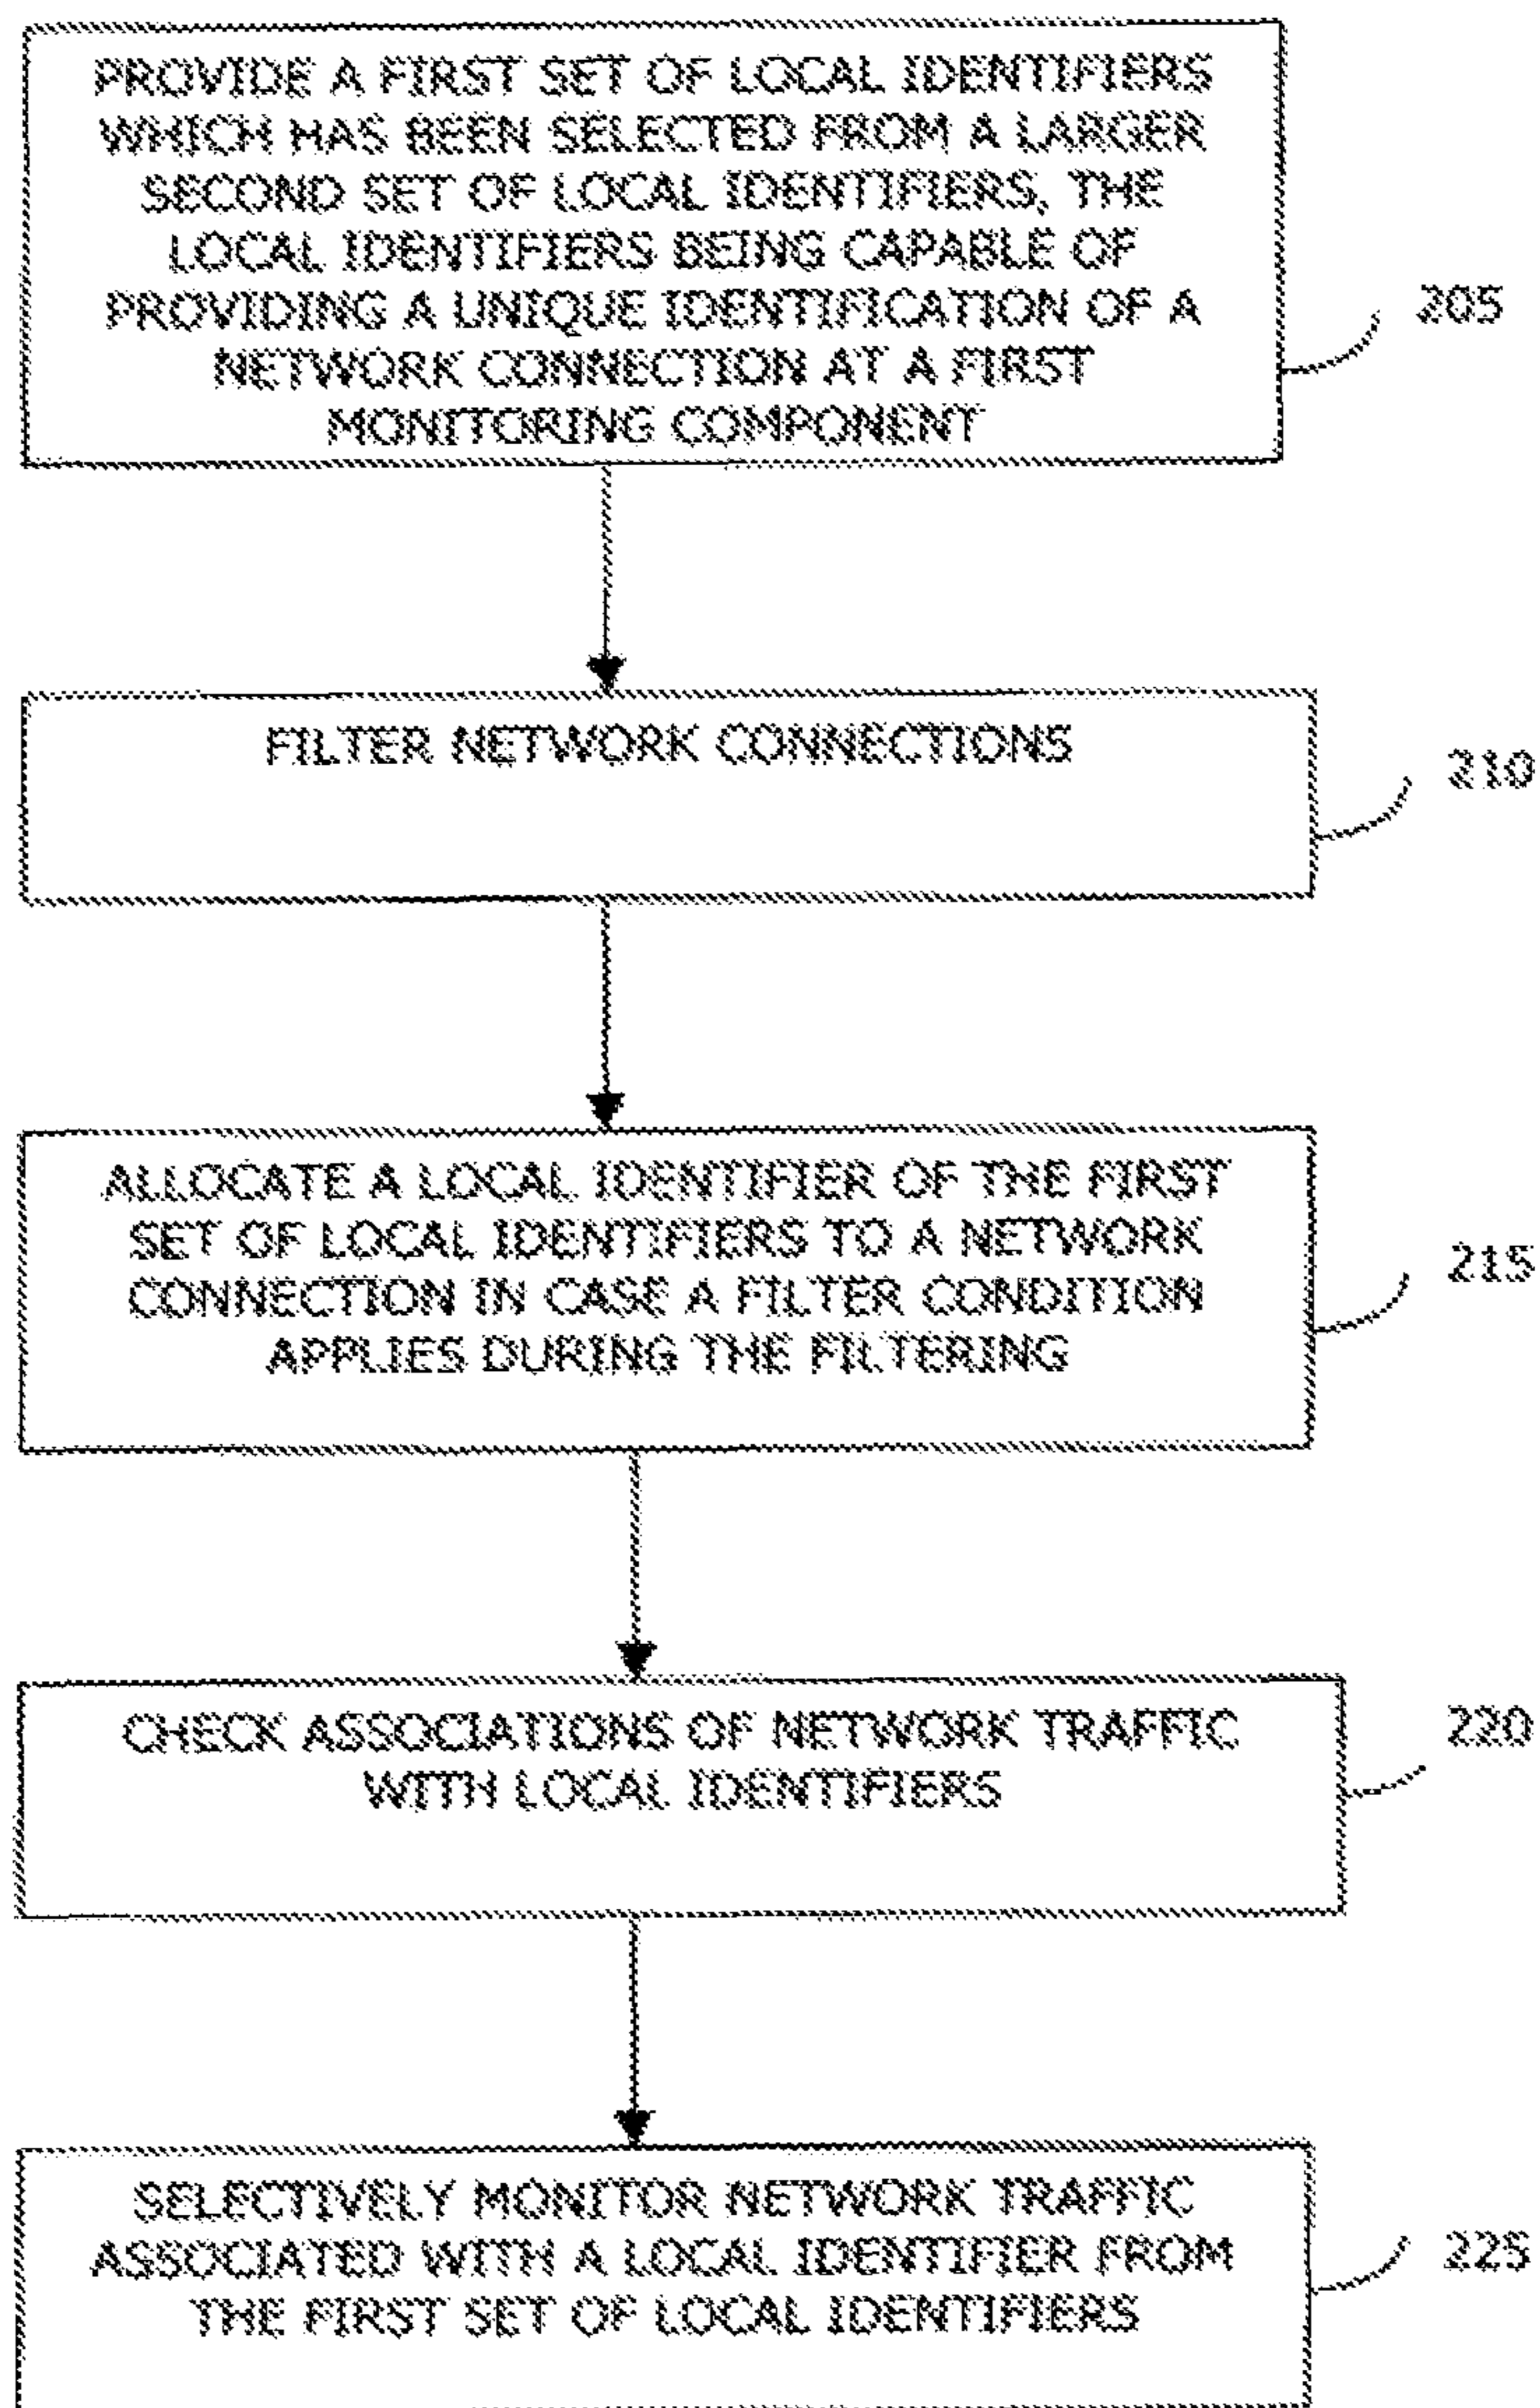 PROVIDE A FIRST SET OF LOCAL IDENTIFIERS
WHICH HAS BEEN SELECTED FROM A LARGER
SECOND SET OF LOCAL IDENTIFIERS, THE
LOCAL IDENTIFIERS BEING CAPABLE OF
PROVIDING A UNIQUE IDENTIFICATION OF A
NETWORK CONNECTION AT A FIRST
MONITORING COMPONENT
205
FILTER NETWORK CONNECTIONS
210
ALLOCATE A LOCAL IDENTIFIER OF THE FIRST
SET OF LOCAL IDENTIFIERS TO A NETWORK
CONNECTION IN CASE A FILTER CONDITION
APPLIES DURING THE FILTERING
215
CHECK ASSOCIATIONS OF NETWORK TRAFFIC
WITH LOCAL IDENTIFIERS
220
SELECTIVELY MONITOR NETWORK TRAFFIC
ASSOCIATED WITH A LOCAL IDENTIFIER FROM
THE FIRST SET OF LOCAL IDENTIFIERS
225